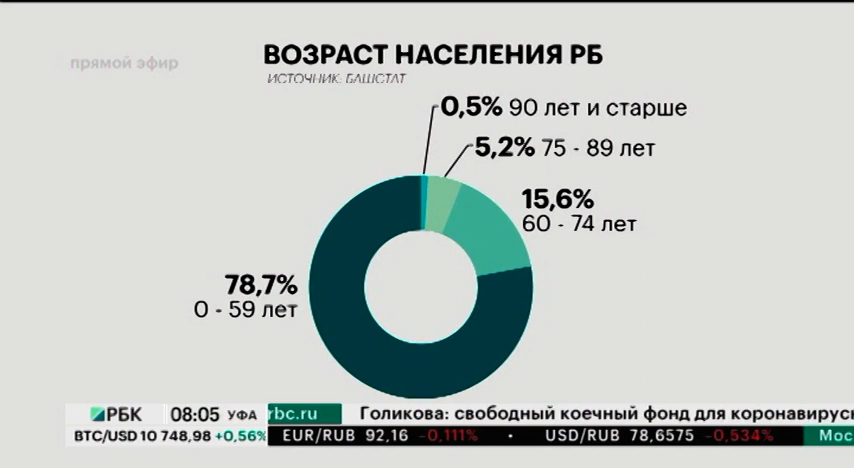 прямой эфир
ВОЗРАСТ НАСЕЛЕНИЯ РБ
ИСТОЧНИК: БАШСТАТ
0,5% 90 лет и старше
5,2% 75 - 89 лет
15,6%
60 - 74 лет
78,7%
0 - 59 лет
РБК 08:05 УФА rbc.ru Голикова: свободный коечный фонд для
BTC/USD 10 748,98 +0,56% EUR/RUB 92,16 -0,111% · USD/RUB 78,6575 -0,534%